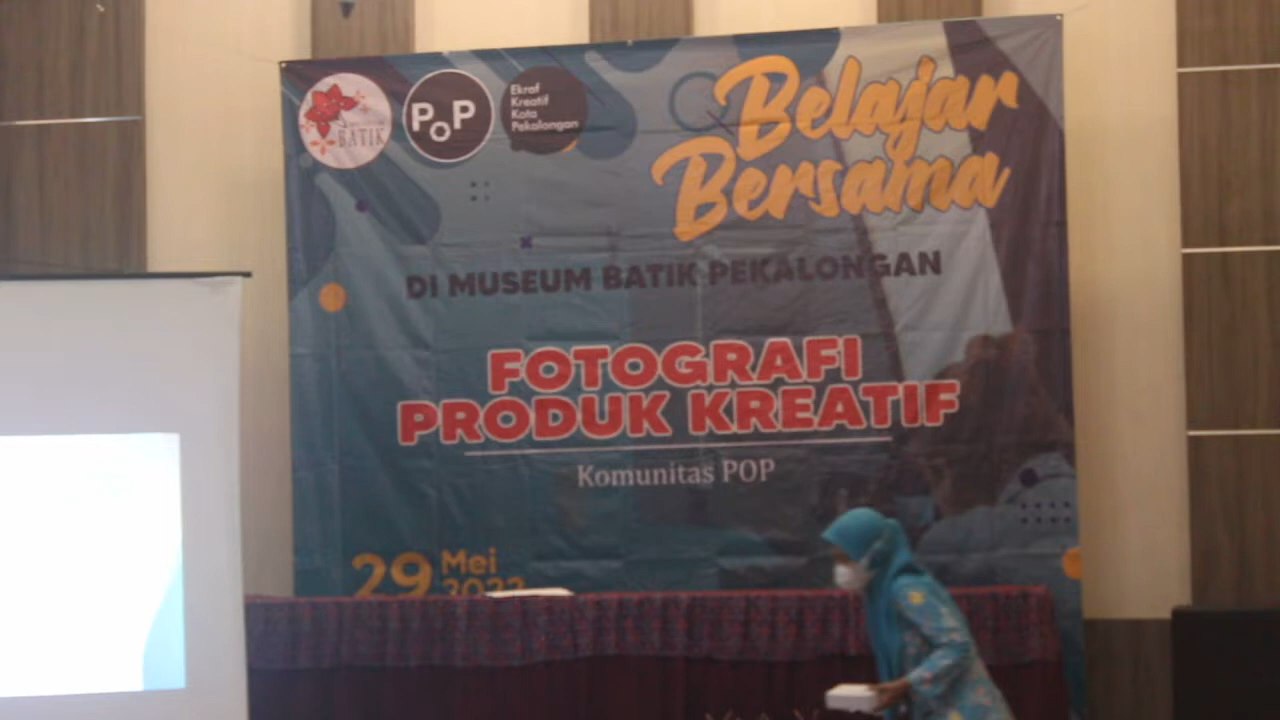 BATIK
PoP
Ekraf
Kreatif
Kota
Pekalongan
Belajar
Bersama
DI MUSEUM BATIK PEKALONGAN
FOTOGRAFI
PRODUK KREATIF
Komunitas POP
29 Mei
2022